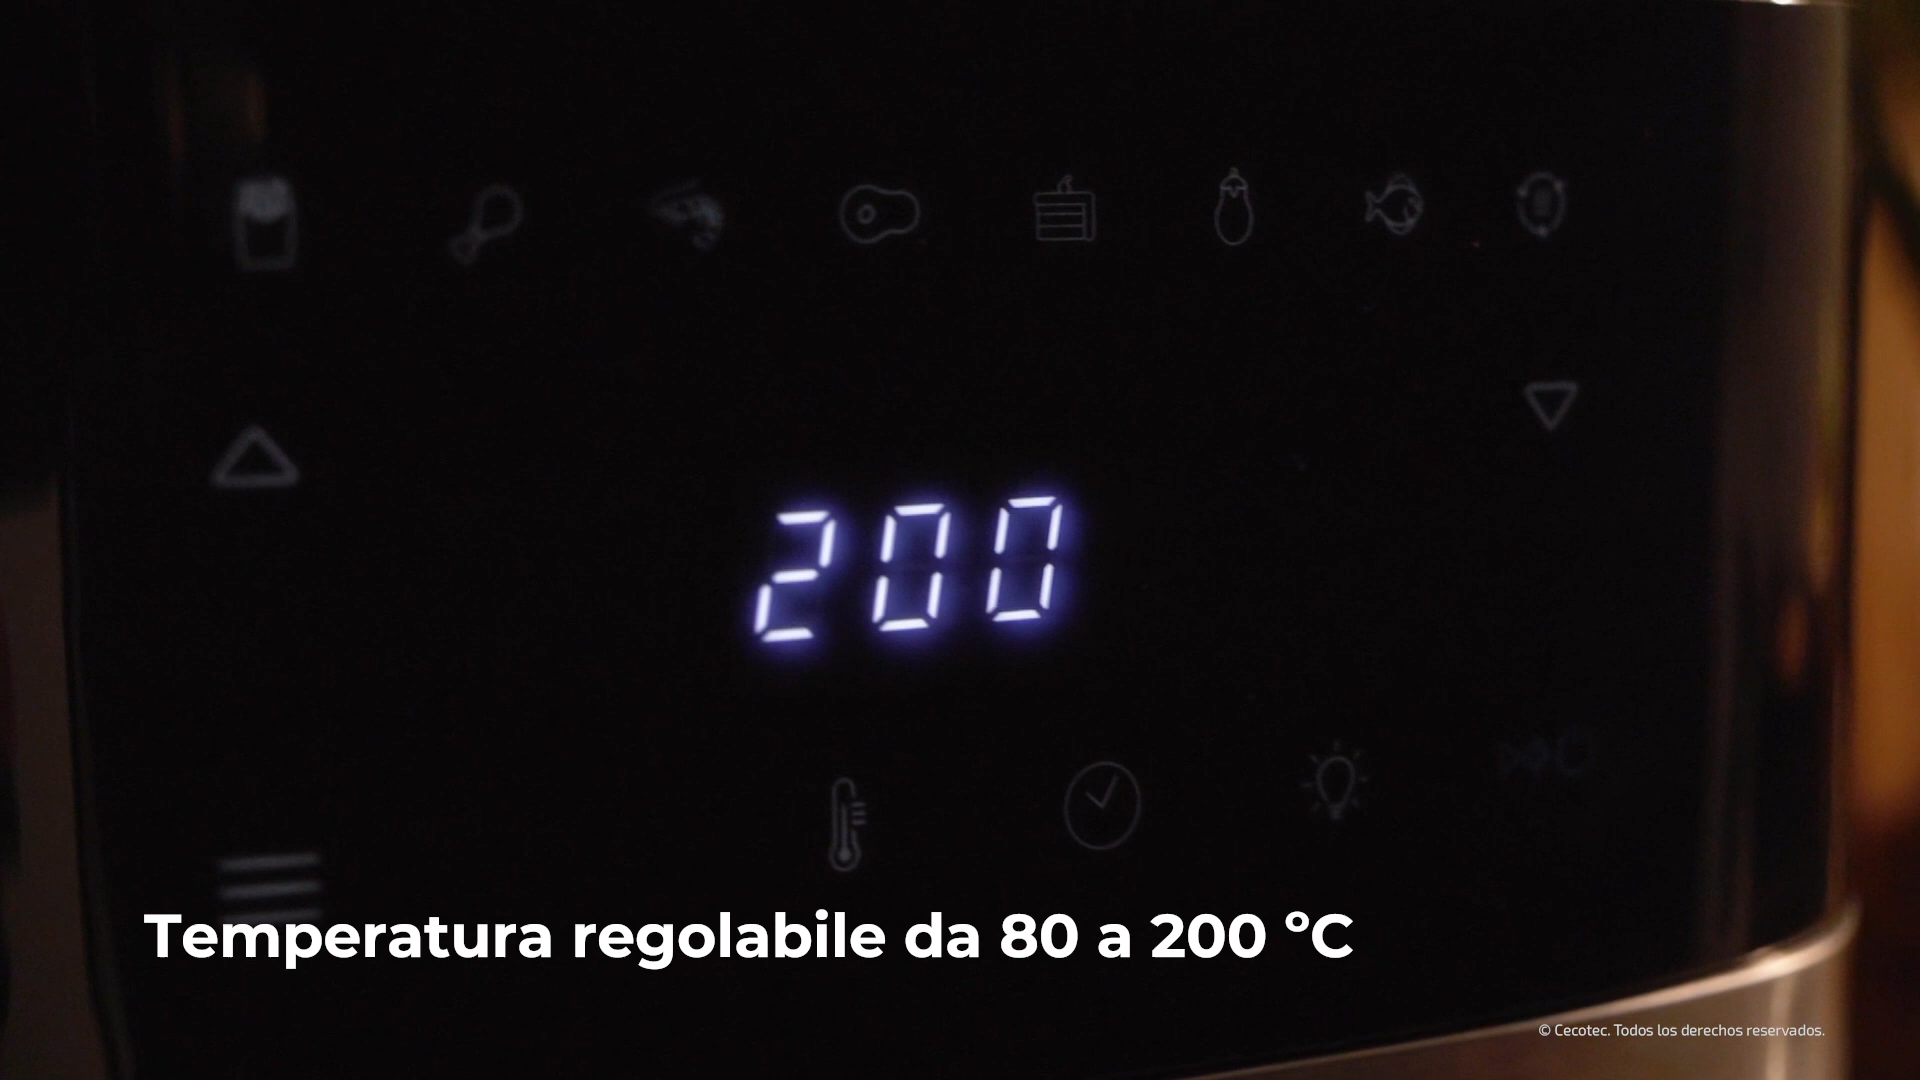 200
Temperatura regolabile da 80 a 200 °C
© Cecotec. Todos los derechos reservados.